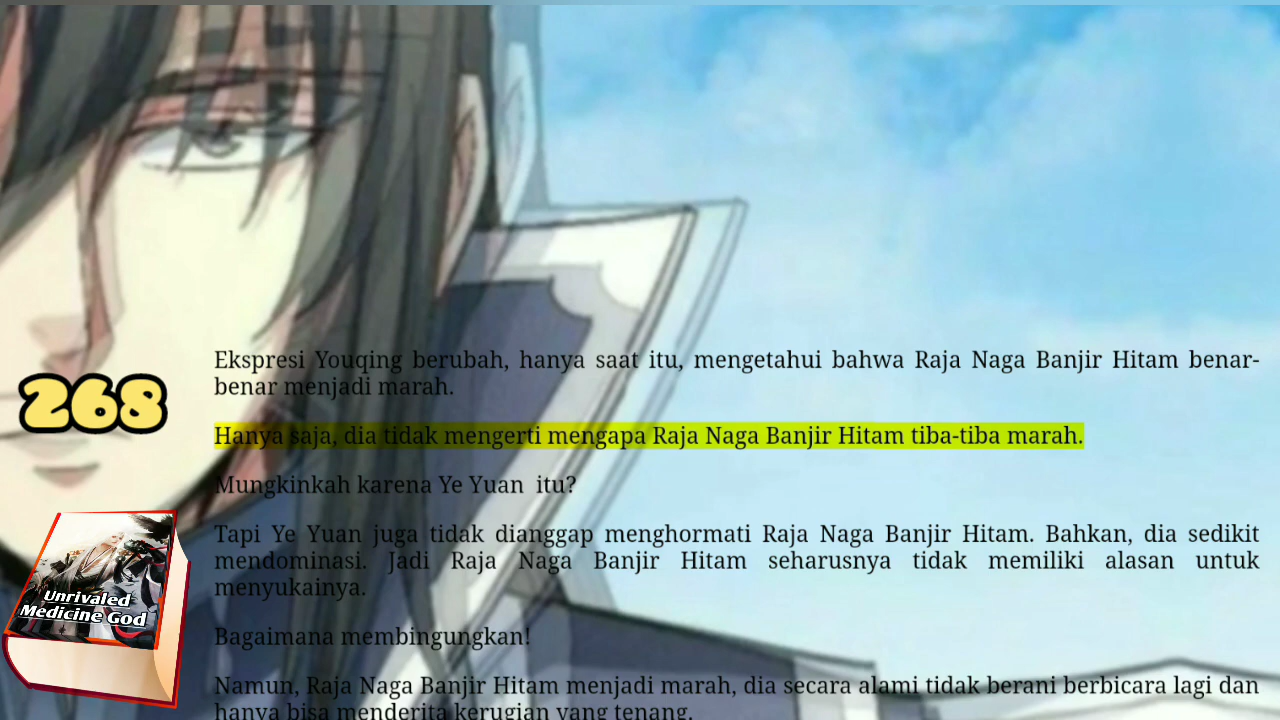 Ekspresi Youqing berubah, hanya saat itu, mengetahui bahwa Raja Naga Banjir Hitam benar-
benar menjadi marah.
Hanya saja, dia tidak mengerti mengapa Raja Naga Banjir Hitam tiba-tiba marah.
268
Mungkinkah karena Ye Yuan  itu?
Tapi Ye Yuan juga tidak dianggap menghormati Raja Naga Banjir Hitam. Bahkan, dia sedikit
mendominasi. Jadi Raja Naga Banjir Hitam seharusnya tidak memiliki alasan untuk
menyukainya.
Unrivaled
Medicine God
Bagaimana membingungkan!
Namun, Raja Naga Banjir Hitam menjadi marah, dia secara alami tidak berani berbicara lagi dan
hanya bisa menderita kerugian yang tenang.